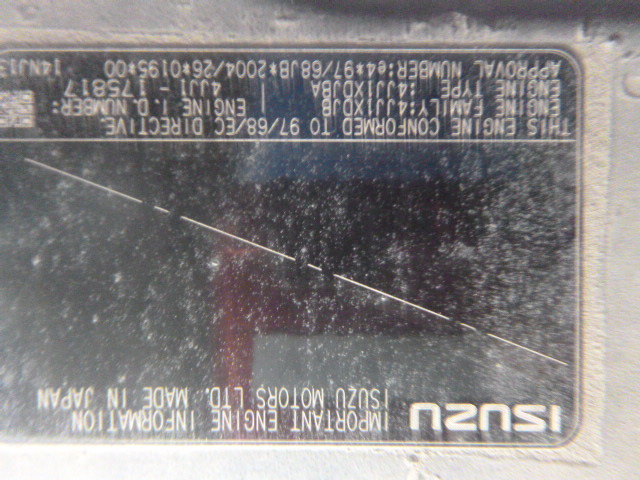 ISUZU
IMPORTANT ENGINE INFORMATION
ISUZU MOTORS LTD. MADE IN JAPAN
THIS ENGINE CONFORMED TO 97/68/EC DIRECTIVE.
ENGINE FAMILY:4JJ1XDJB ENGINE I.D.NUMBER:
ENGINE TYPE :4JJ1XDJBA 4JJ1 - 175817
APPROVAL NUMBER:e4*97/68JB*2004/26*0195*00